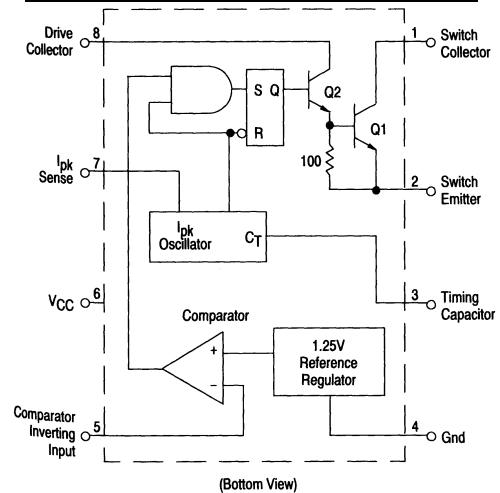 Drive
Collector
8
1
Switch
Collector
S Q
R
Q2
Q1
100
Ipk
Sense
7
2
Switch
Emitter
Ipk
Oscillator
CT
VCC
6
3
Timing
Capacitor
Comparator
+
–
1.25V
Reference
Regulator
Comparator
Inverting
Input
5
4
Gnd
(Bottom View)